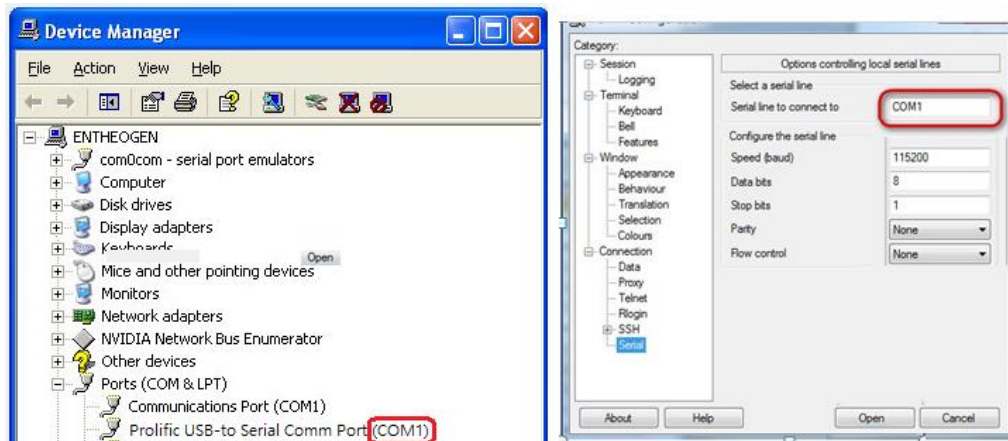 Device Manager
File Action View Help
ENTHEOGEN
com0com - serial port emulators
Computer
Disk drives
Display adapters
Keyboards
Open
Mice and other pointing devices
Monitors
Network adapters
NVIDIA Network Bus Enumerator
Other devices
Ports (COM & LPT)
Communications Port (COM1)
Prolific USB-to Serial Comm Port (COM1)
Category:
Session
Logging
Terminal
Keyboard
Bell
Features
Window
Appearance
Behaviour
Translation
Selection
Colours
Connection
Data
Proxy
Telnet
Rlogin
SSH
Serial
Options controlling local serial lines
Select a serial line
Serial line to connect to COM1
Configure the serial line
Speed (baud) 115200
Data bits 8
Stop bits 1
Parity None
Flow control None
About Help Open Cancel